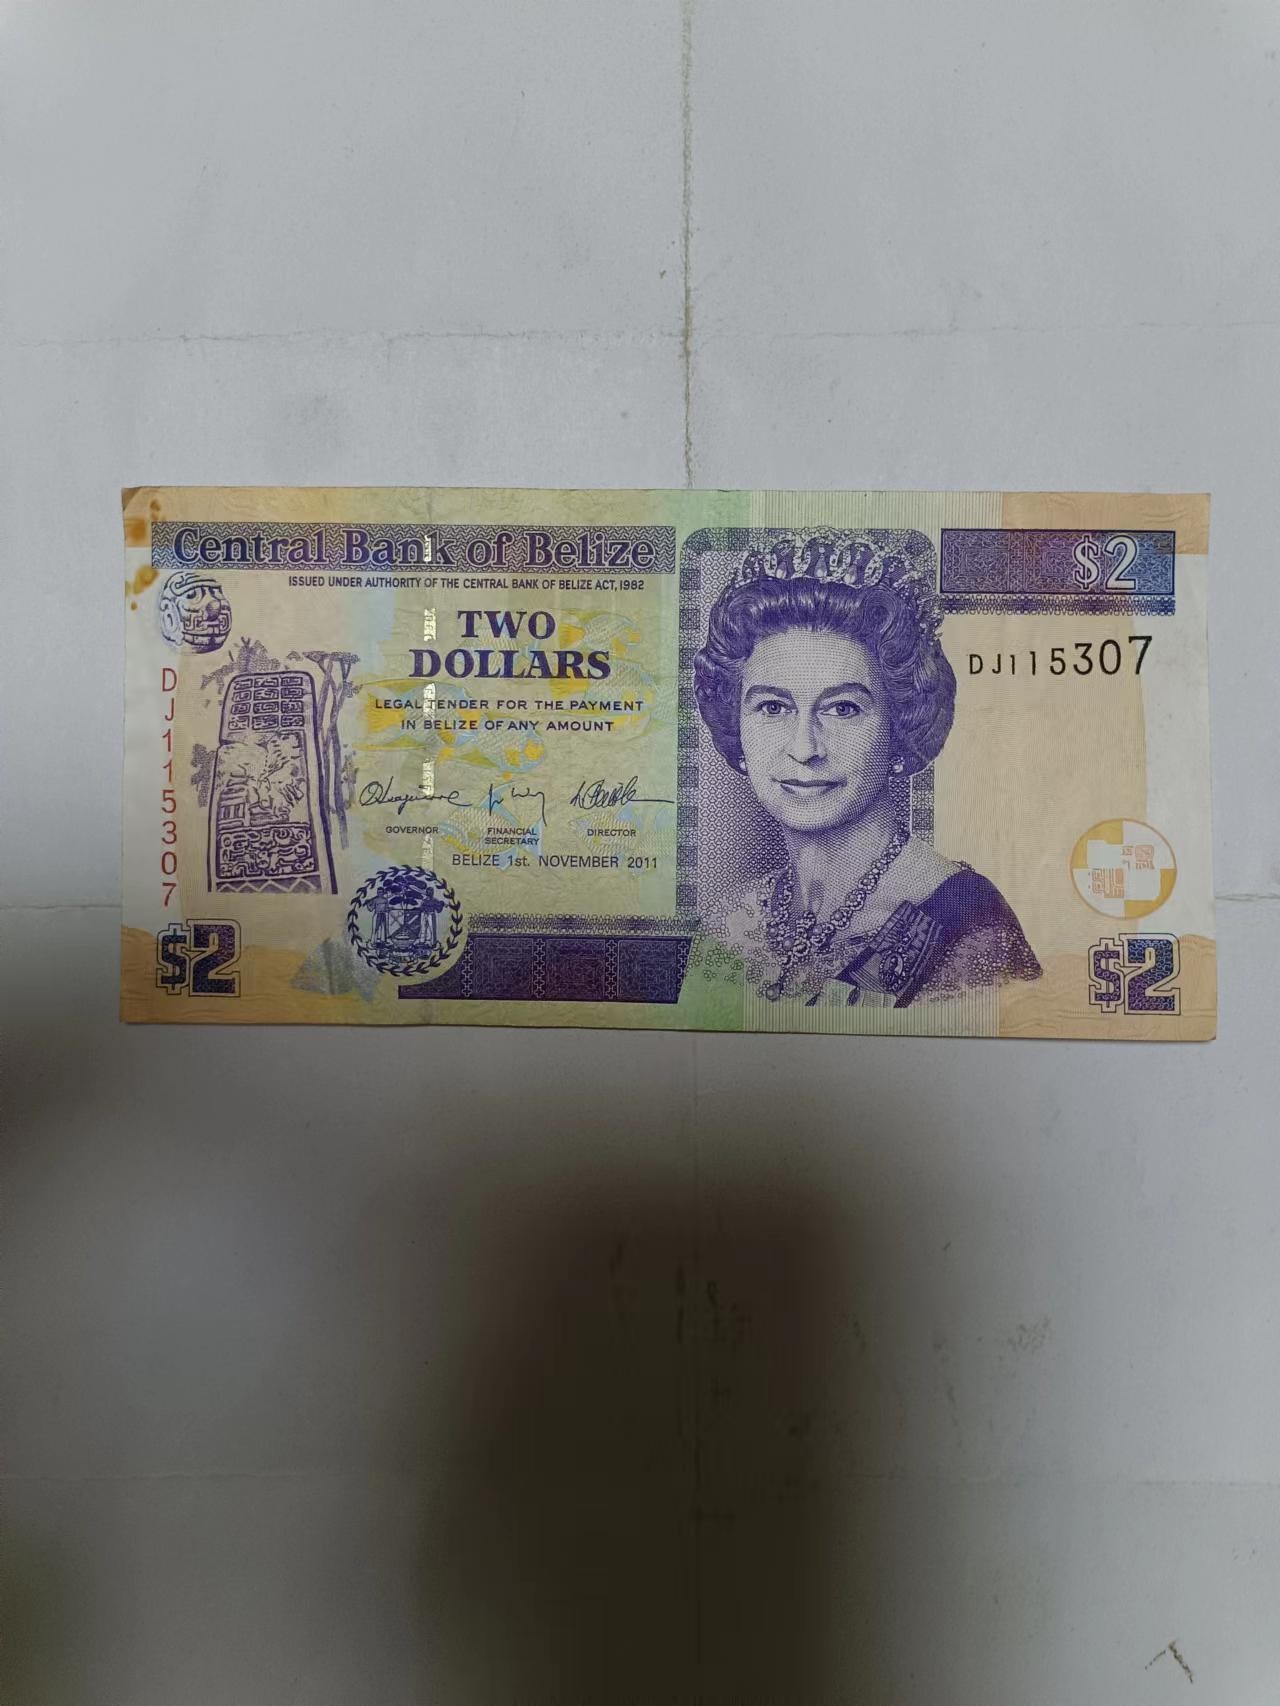 Central Bank of Belize
$2
ISSUED UNDER AUTHORITY OF THE CENTRAL BANK OF BELIZE ACT, 1982
TWO
DOLLARS
DJ115307
LEGAL TENDER FOR THE PAYMENT
IN BELIZE OF ANY AMOUNT
DJ115307
GOVERNOR
FINANCIAL
SECRETARY
DIRECTOR
BELIZE 1st. NOVEMBER 2011
$2
$2